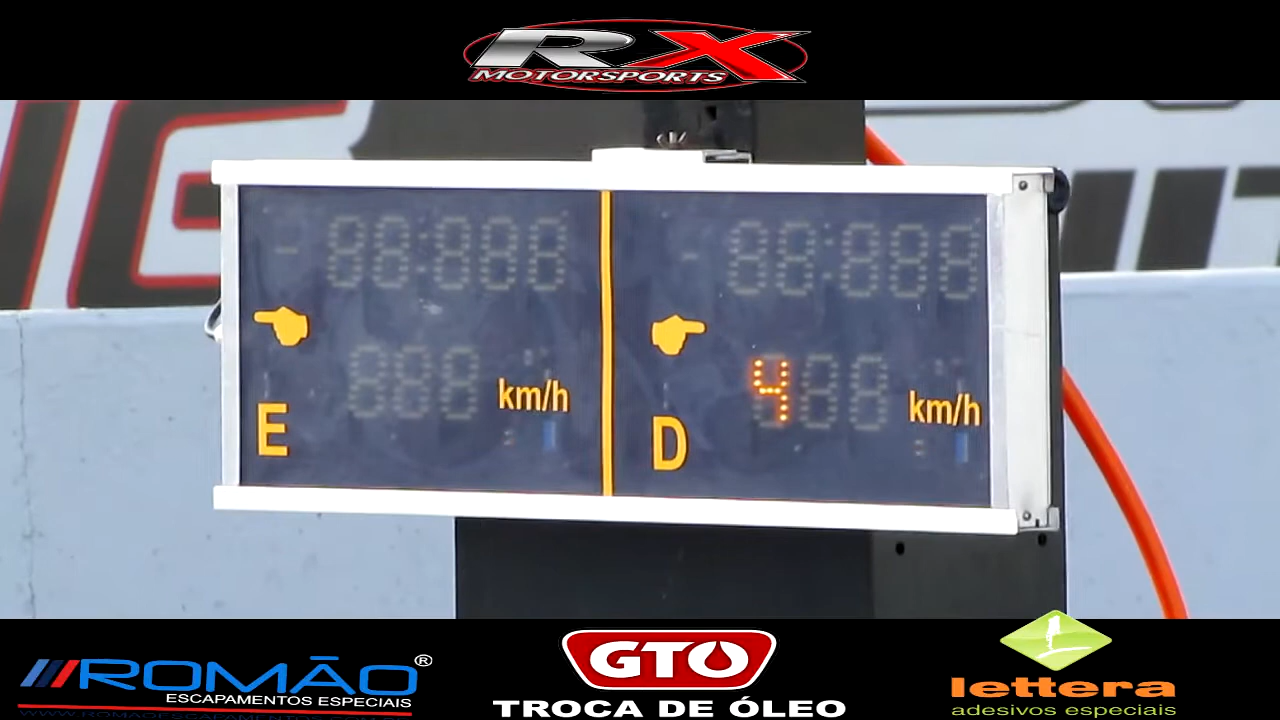 RX
MOTORSPORTS
E
km/h
D
4
km/h
ROMÃO®
ESCAPAMENTOS ESPECIAIS
GTO
TROCA DE ÓLEO
lettera
adesivos especiais